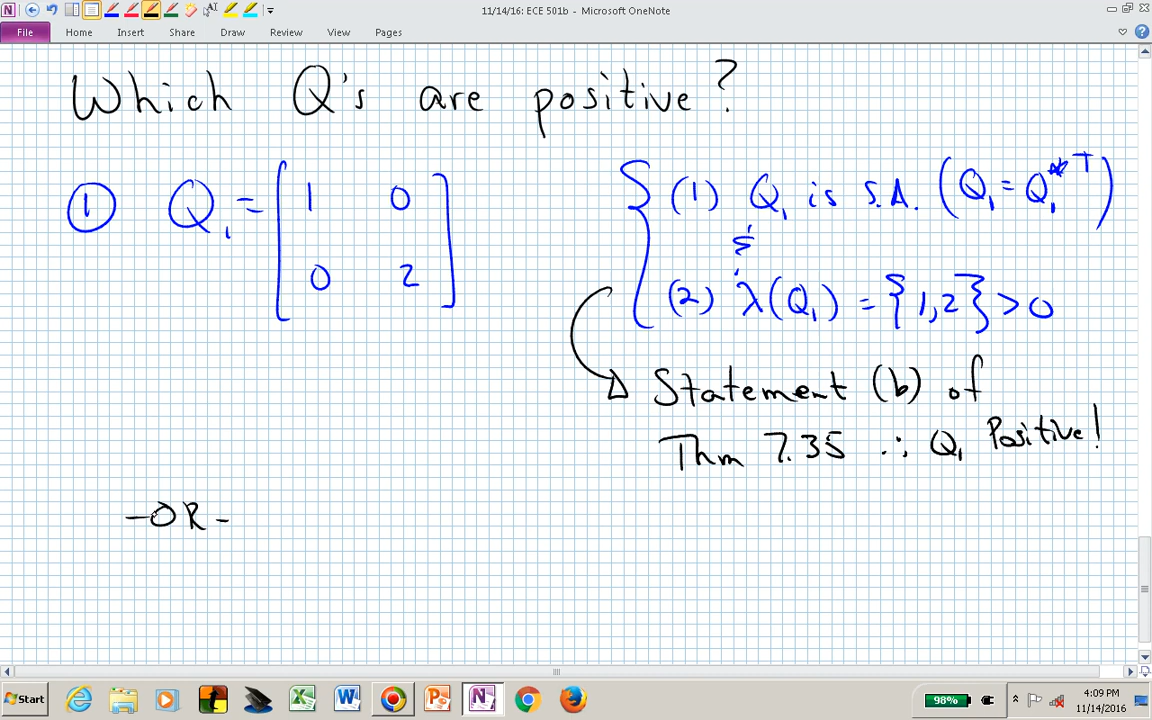 11/14/16: ECE 501b - Microsoft OneNote
File Home Insert Share Draw Review View Pages
Which Q's are positive?
① Q₁ = [1 0
0 2]
{ (1) Q₁ is S.A. (Q₁ = Q₁*ᵀ)
&
(2) λ(Q₁) = {1,2} > 0
Statement (b) of
Thm 7.35 ∴ Q₁ Positive!
-OR-
Start
98%
4:09 PM
11/14/2016